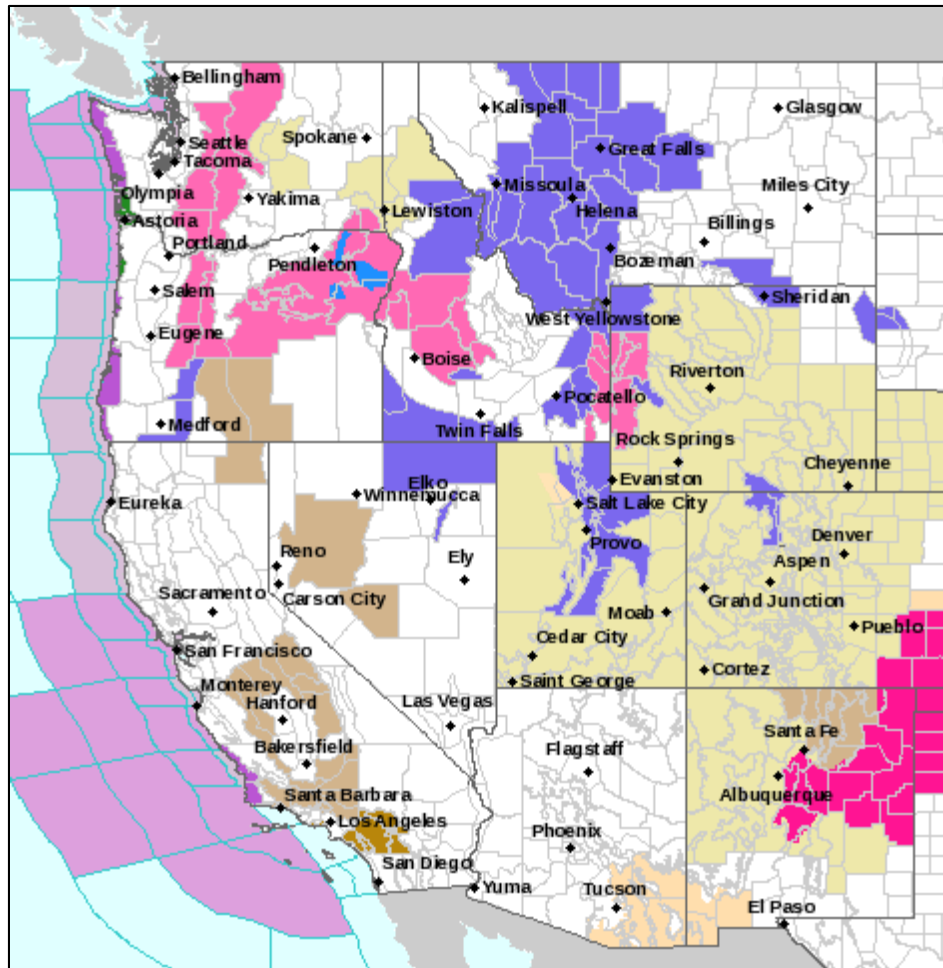 Bellingham
Kalispell
Glasgow
Spokane
Seattle
Great Falls
Tacoma
Missoula
Miles City
Olympia
Yakima
Lewiston
Helena
Astoria
Billings
Portland
Pendleton
Bozeman
Salem
Sheridan
West Yellowstone
Eugene
Boise
Riverton
Pocatello
Medford
Twin Falls
Rock Springs
Cheyenne
Elko
Evanston
Winnemucca
Eureka
Salt Lake City
Denver
Provo
Reno
Ely
Aspen
Sacramento
Carson City
Grand Junction
Moab
Pueblo
San Francisco
Cedar City
Cortez
Saint George
Monterey
Hanford
Las Vegas
Santa Fe
Flagstaff
Bakersfield
Albuquerque
Santa Barbara
Los Angeles
Phoenix
San Diego
Yuma
Tucson
El Paso